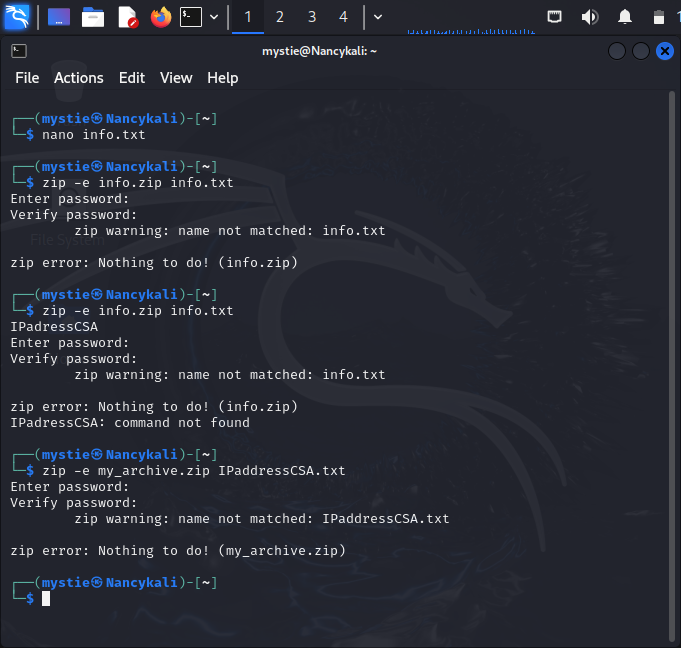 1 2 3 4
mystie@Nancykali: ~
File Actions Edit View Help
┌──(mystie㉿Nancykali)-[~]
└─$ nano info.txt
┌──(mystie㉿Nancykali)-[~]
└─$ zip -e info.zip info.txt
Enter password:
Verify password:
zip warning: name not matched: info.txt
File System
zip error: Nothing to do! (info.zip)
┌──(mystie㉿Nancykali)-[~]
└─$ zip -e info.zip info.txt
IPadressCSA
Enter password:
Verify password:
zip warning: name not matched: info.txt
zip error: Nothing to do! (info.zip)
IPadressCSA: command not found
┌──(mystie㉿Nancykali)-[~]
└─$ zip -e my_archive.zip IPaddressCSA.txt
Enter password:
Verify password:
zip warning: name not matched: IPaddressCSA.txt
zip error: Nothing to do! (my_archive.zip)
┌──(mystie㉿Nancykali)-[~]
└─$